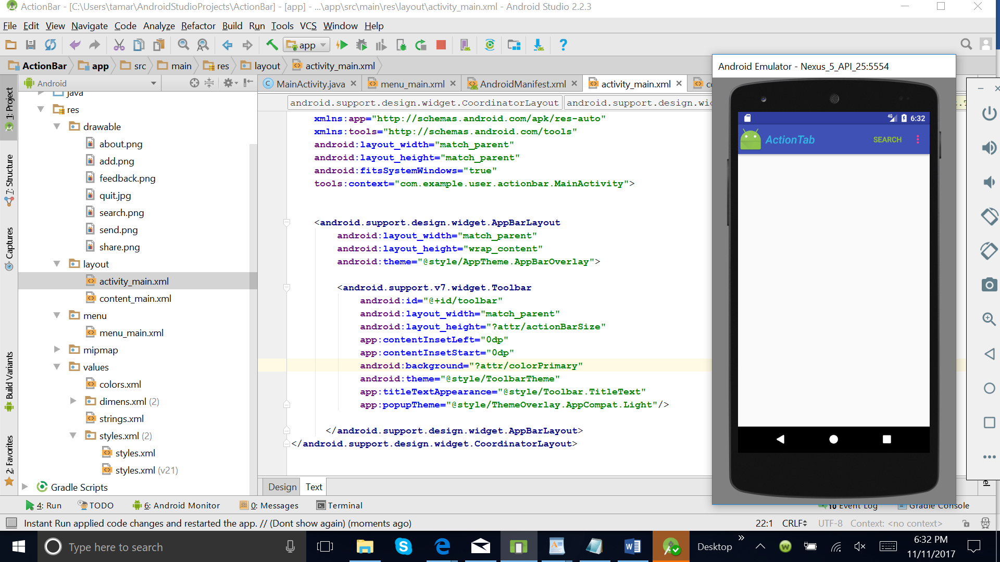 ActionBar - [C:\Users\tamar\AndroidStudioProjects\ActionBar] - [app] - ...\app\src\main\res\layout\activity_main.xml - Android Studio 2.2.3
File Edit View Navigate Code Analyze Refactor Build Run Tools VCS Window Help
app
ActionBar app src main res layout activity_main.xml
Android
MainActivity.java menu_main.xml AndroidManifest.xml activity_main.xml
android.support.design.widget.CoordinatorLayout
1: Project
7: Structure
Captures
Build Variants
2: Favorites
java
res
drawable
about.png
add.png
feedback.png
quit.jpg
search.png
send.png
share.png
layout
activity_main.xml
content_main.xml
menu
menu_main.xml
mipmap
values
colors.xml
dimens.xml (2)
strings.xml
styles.xml (2)
styles.xml
styles.xml (v21)
Gradle Scripts
xmlns:app="http://schemas.android.com/apk/res-auto"
xmlns:tools="http://schemas.android.com/tools"
android:layout_width="match_parent"
android:layout_height="match_parent"
android:fitsSystemWindows="true"
tools:context="com.example.user.actionbar.MainActivity">
<android.support.design.widget.AppBarLayout
android:layout_width="match_parent"
android:layout_height="wrap_content"
android:theme="@style/AppTheme.AppBarOverlay">
<android.support.v7.widget.Toolbar
android:id="@+id/toolbar"
android:layout_width="match_parent"
android:layout_height="?attr/actionBarSize"
app:contentInsetLeft="0dp"
app:contentInsetStart="0dp"
android:background="?attr/colorPrimary"
android:theme="@style/ToolbarTheme"
app:titleTextAppearance="@style/Toolbar.TitleText"
app:popupTheme="@style/ThemeOverlay.AppCompat.Light"/>
</android.support.design.widget.AppBarLayout>
</android.support.design.widget.CoordinatorLayout>
Design Text
Android Emulator - Nexus_5_API_25:5554
4G 6:32
ActionTab SEARCH
4: Run TODO 6: Android Monitor 0: Messages Terminal
10 Event Log Gradle Console
Instant Run applied code changes and restarted the app. // (Dont show again) (moments ago)
22:1 CRLF UTF-8 Context: <no context>
Type here to search
Desktop
6:32 PM
11/11/2017